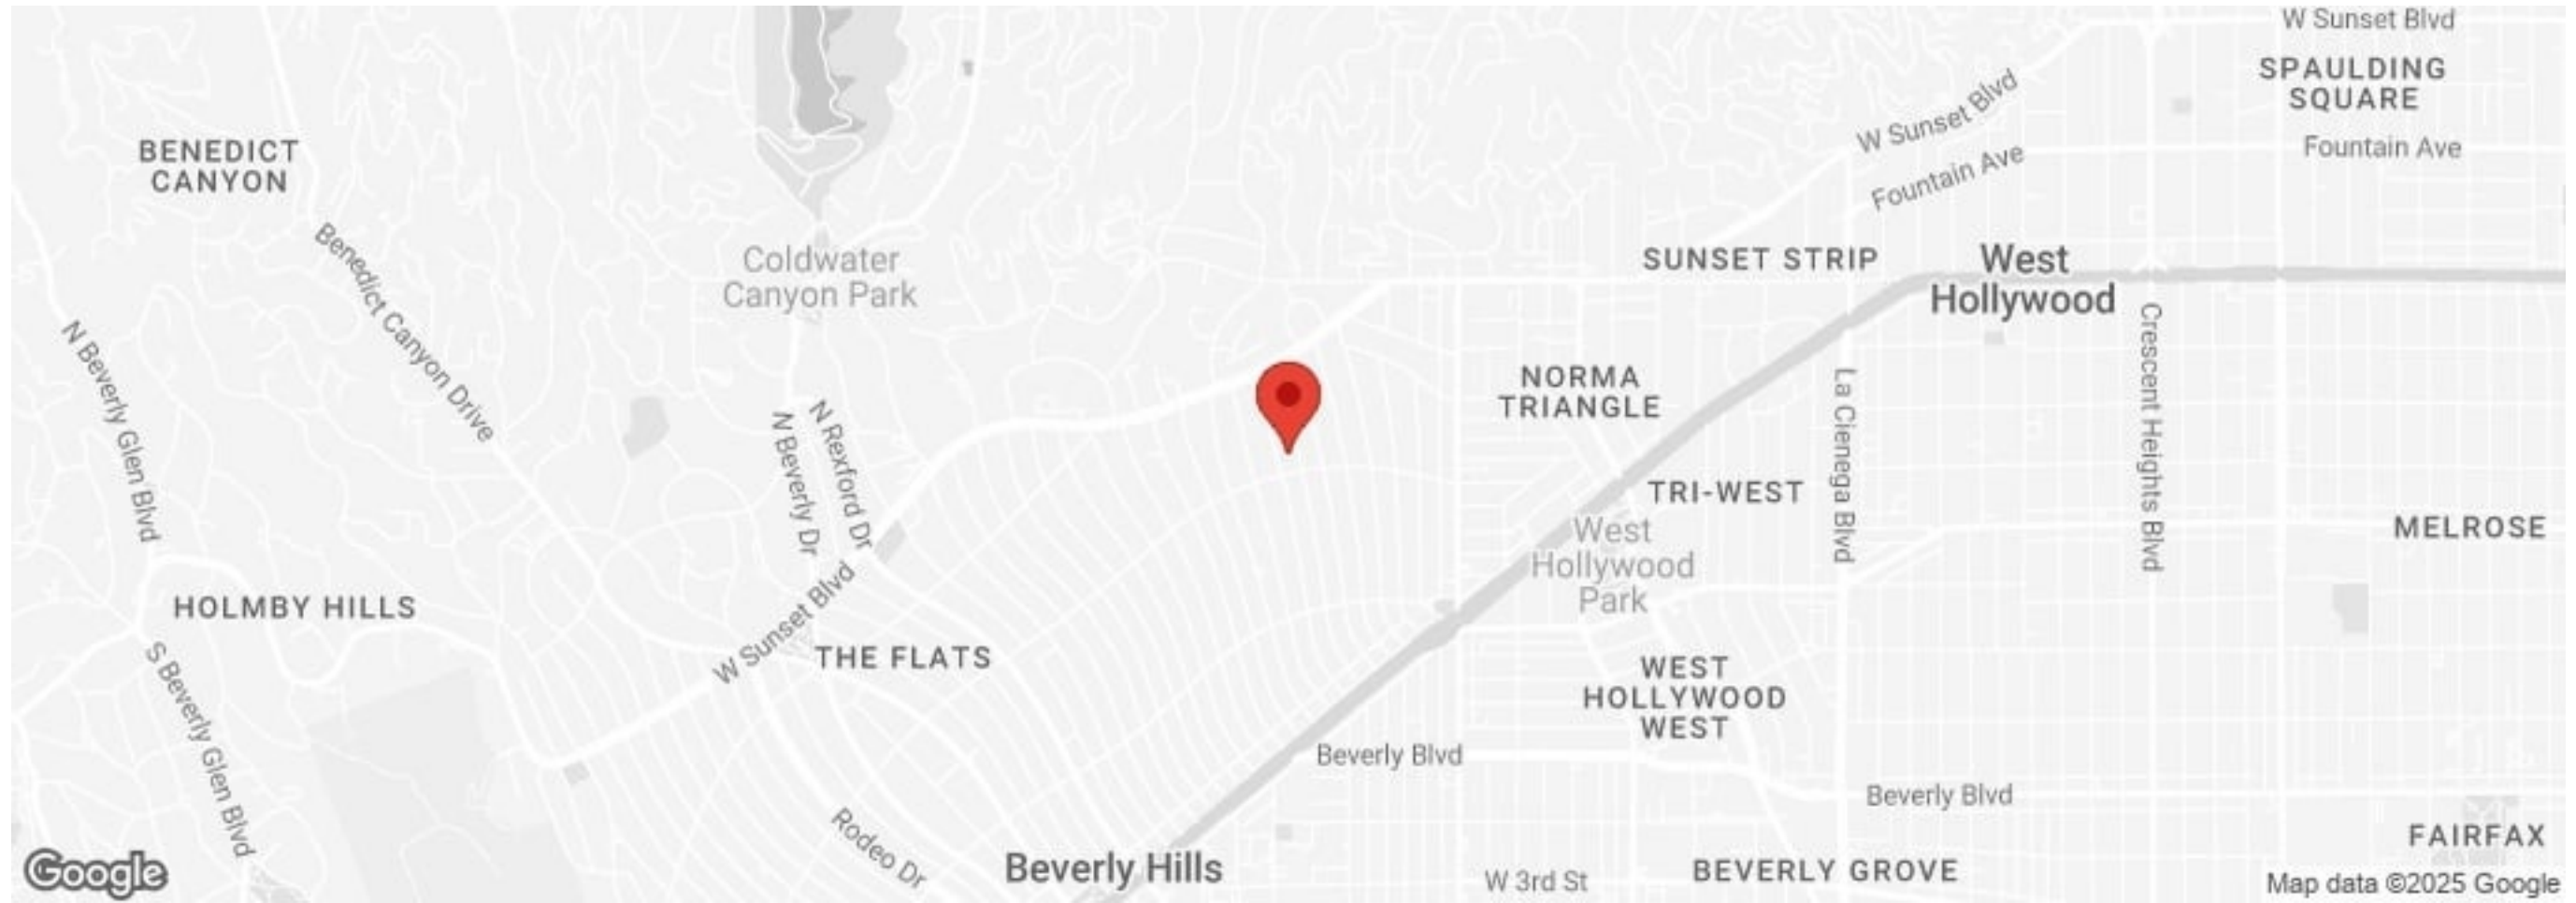 W Sunset Blvd
SPAULDING
SQUARE
W Sunset Blvd
Fountain Ave
Fountain Ave
BENEDICT
CANYON
Benedict Canyon Drive
Coldwater
Canyon Park
SUNSET STRIP
West
Hollywood
N Beverly Glen Blvd
Crescent Heights Blvd
NORMA
TRIANGLE
La Cienega Blvd
N Beverly Dr
N Rexford Dr
TRI-WEST
West
Hollywood
Park
MELROSE
HOLMBY HILLS
W Sunset Blvd
THE FLATS
S Beverly Glen Blvd
WEST
HOLLYWOOD
WEST
Beverly Blvd
Beverly Blvd
Rodeo Dr
Beverly Hills
W 3rd St
BEVERLY GROVE
FAIRFAX
Google
Map data ©2025 Google